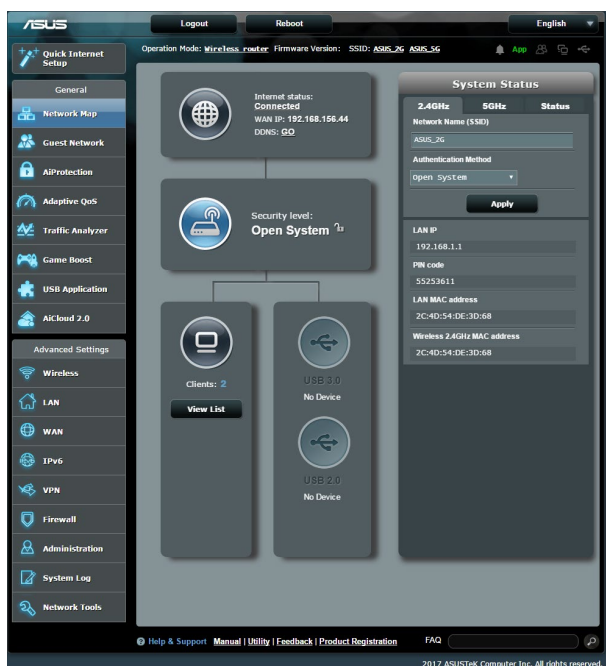 ASUS
Logout
Reboot
English
Quick Internet Setup
Operation Mode: Wireless router Firmware Version: SSID: ASUS_2G ASUS_5G
App
General
Network Map
Guest Network
AiProtection
Adaptive QoS
Traffic Analyzer
Game Boost
USB Application
AiCloud 2.0
Advanced Settings
Wireless
LAN
WAN
IPv6
VPN
Firewall
Administration
System Log
Network Tools
Internet status:
Connected
WAN IP: 192.168.156.44
DDNS: GO
Security level:
Open System
Clients: 2
View List
USB 3.0
No Device
USB 2.0
No Device
System Status
2.4GHz 5GHz Status
Network Name (SSID)
ASUS_2G
Authentication Method
Open System
Apply
LAN IP
192.168.1.1
PIN code
55253611
LAN MAC address
2C:4D:54:DE:3D:68
Wireless 2.4GHz MAC address
2C:4D:54:DE:3D:68
Help & Support Manual | Utility | Feedback | Product Registration FAQ
2017 ASUSTeK Computer Inc. All rights reserved.